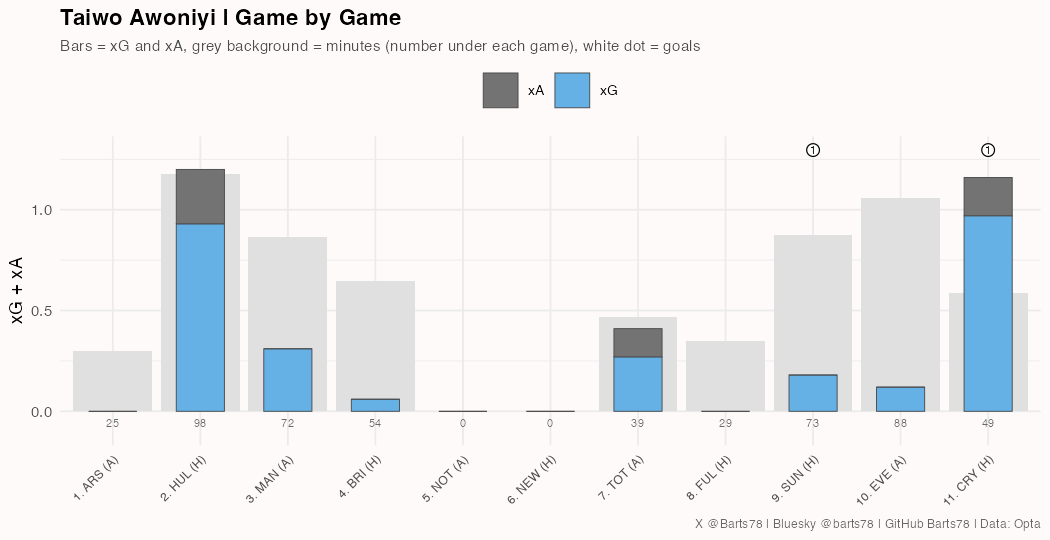 Taiwo Awoniyi | Game by Game
Bars = xG and xA, grey background = minutes (number under each game), white dot = goals
xA xG
1 1
xG + xA
1.0
0.5
0.0
25 98 72 54 0 0 39 29 73 88 49
1. ARS (A) 2. HUL (H) 3. MAN (A) 4. BRI (H) 5. NOT (A) 6. NEW (H) 7. TOT (A) 8. FUL (H) 9. SUN (H) 10. EVE (A) 11. CRY (H)
X @Barts78 | Bluesky @barts78 | GitHub Barts78 | Data: Opta